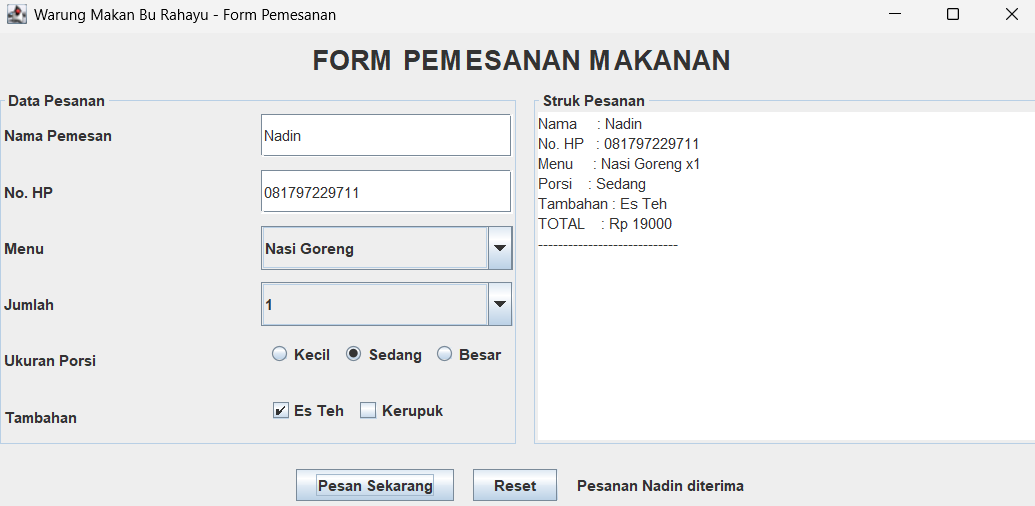 Warung Makan Bu Rahayu - Form Pemesanan
FORM PEMESANAN MAKANAN
Data Pesanan
Nama Pemesan
Nadin
No. HP
081797229711
Menu
Nasi Goreng
Jumlah
1
Ukuran Porsi
Kecil Sedang Besar
Tambahan
Es Teh Kerupuk
Struk Pesanan
Nama : Nadin
No. HP : 081797229711
Menu : Nasi Goreng x1
Porsi : Sedang
Tambahan : Es Teh
TOTAL : Rp 19000
----------------------------
Pesan Sekarang
Reset
Pesanan Nadin diterima